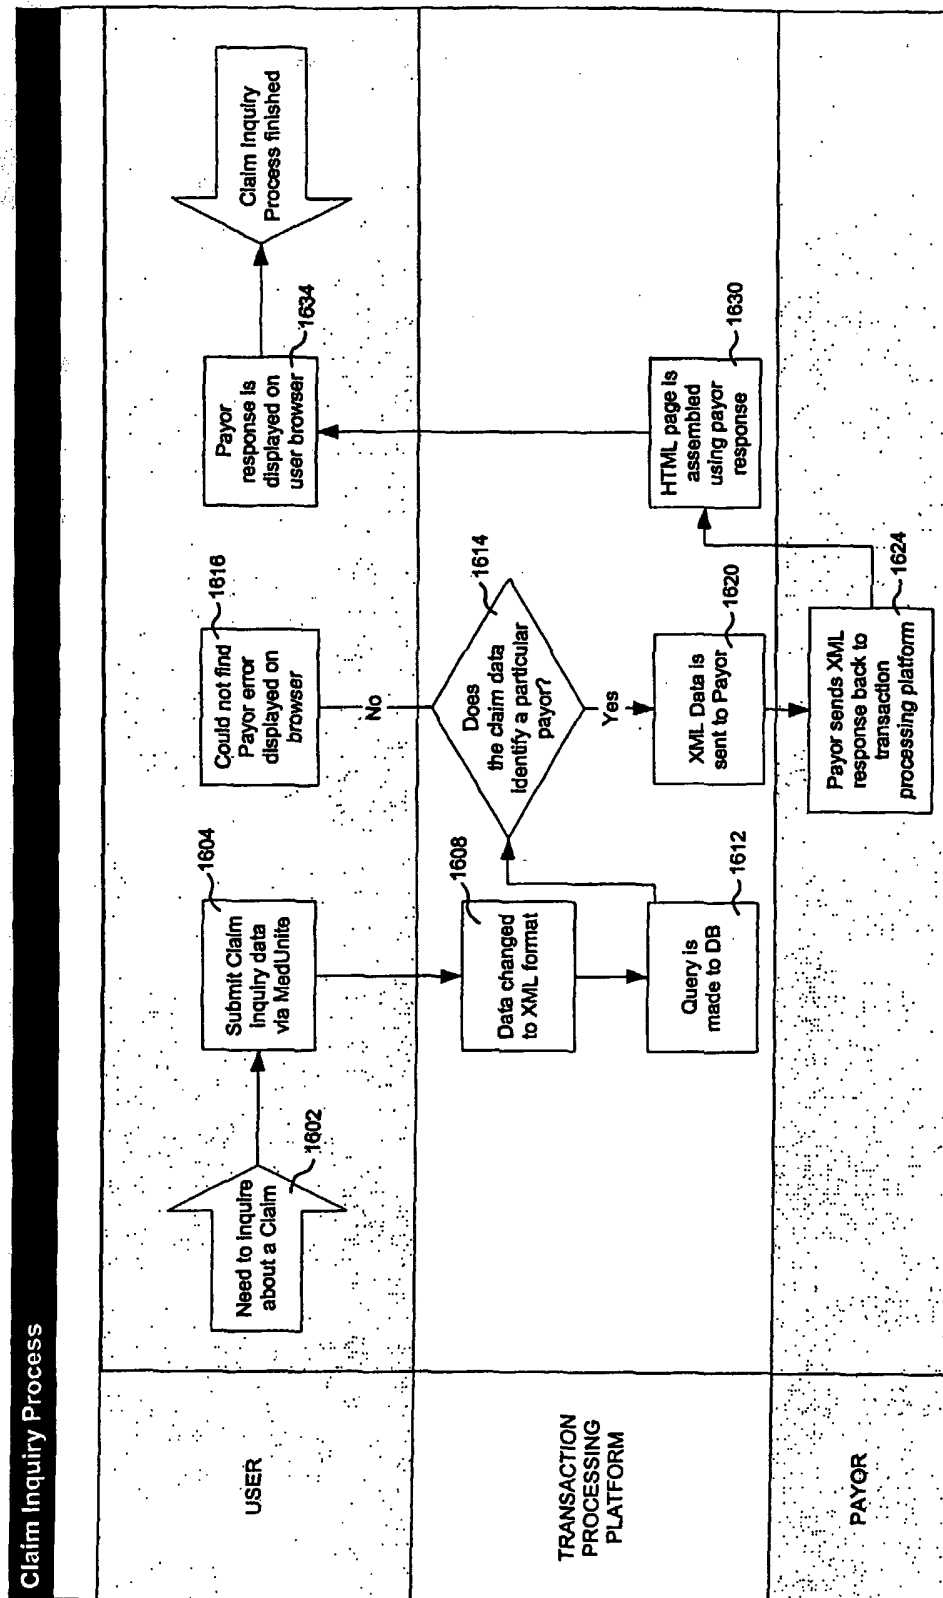 Claim Inquiry Process
USER
Need to inquire
about a Claim
1602
Submit Claim
inquiry data
via MedUnite
1604
Could not find
Payor error
displayed on
browser
1616
Payor
response is
displayed on
user browser
1634
Claim Inquiry
Process finished
TRANSACTION
PROCESSING
PLATFORM
Data changed
to XML format
1608
Query is
made to DB
1612
Does
the claim data
identify a particular
payor?
1614
No
Yes
XML Data is
sent to Payor
1620
HTML page is
assembled
using payor
response
1630
PAYOR
Payor sends XML
response back to
transaction
processing platform
1624